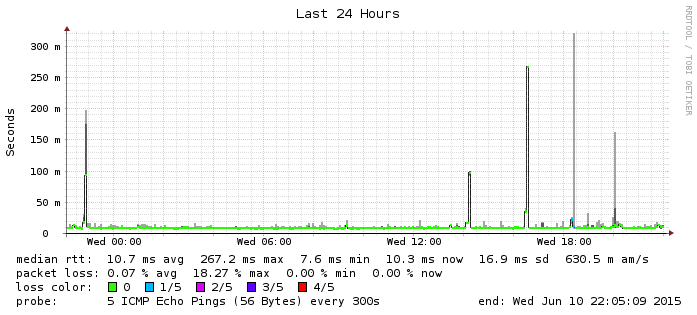 Last 24 Hours
RRDTOOL / TOBI OETIKER
Seconds
300 m
250 m
200 m
150 m
100 m
50 m
0
Wed 00:00 Wed 06:00 Wed 12:00 Wed 18:00
median rtt: 10.7 ms avg 267.2 ms max 7.6 ms min 10.3 ms now 16.9 ms sd 630.5 m am/s
packet loss: 0.07 % avg 18.27 % max 0.00 % min 0.00 % now
loss color: 0 1/5 2/5 3/5 4/5
probe: 5 ICMP Echo Pings (56 Bytes) every 300s end: Wed Jun 10 22:05:09 2015